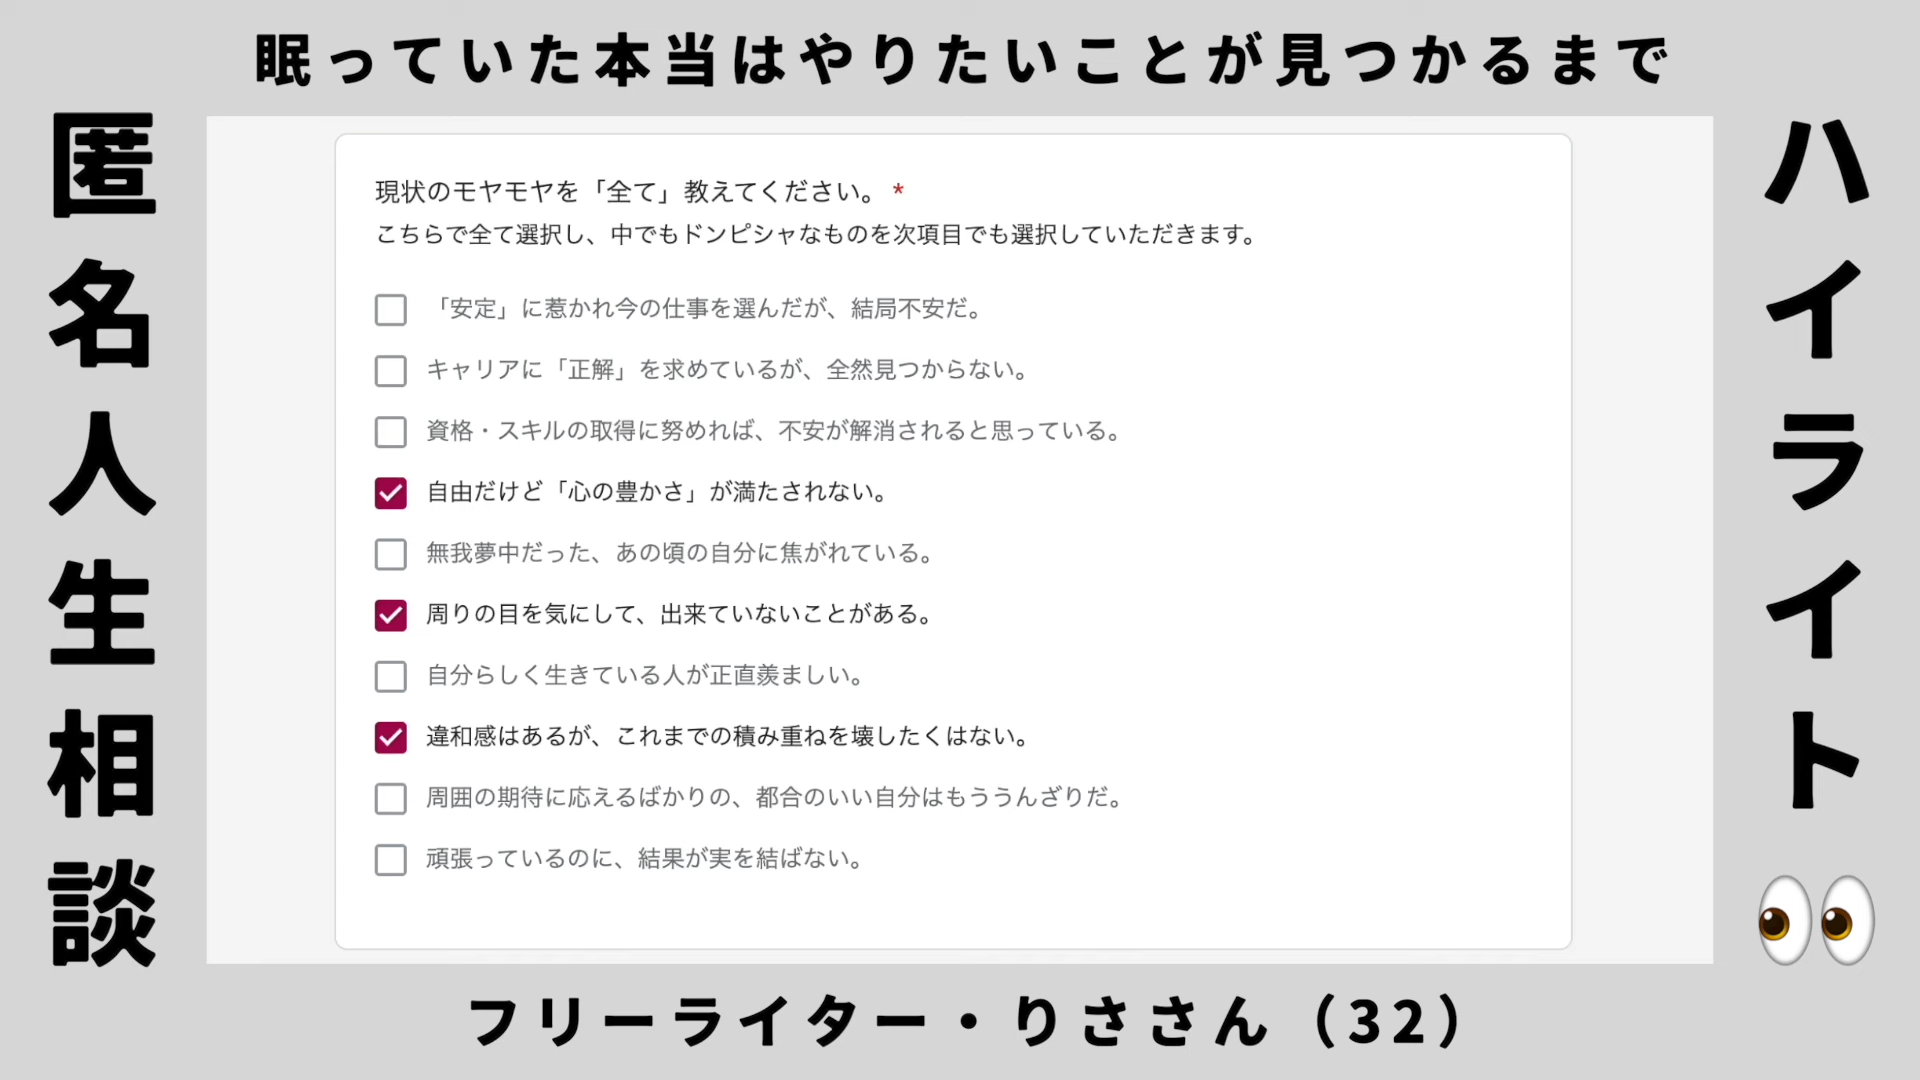 眠っていた本当はやりたいことが見つかるまで
匿名人生相談
現状のモヤモヤを「全て」教えてください。 *
こちらで全て選択し、中でもドンピシャなものを次項目でも選択していただきます。
「安定」に惹かれ今の仕事を選んだが、結局不安だ。
キャリアに「正解」を求めているが、全然見つからない。
資格・スキルの取得に努めれば、不安が解消されると思っている。
自由だけど「心の豊かさ」が満たされない。
無我夢中だった、あの頃の自分に焦がれている。
周りの目を気にして、出来ていないことがある。
自分らしく生きている人が正直羨ましい。
違和感はあるが、これまでの積み重ねを壊したくはない。
周囲の期待に応えるばかりの、都合のいい自分はもううんざりだ。
頑張っているのに、結果が実を結ばない。
ハイライト👀
フリーライター・りささん（32）